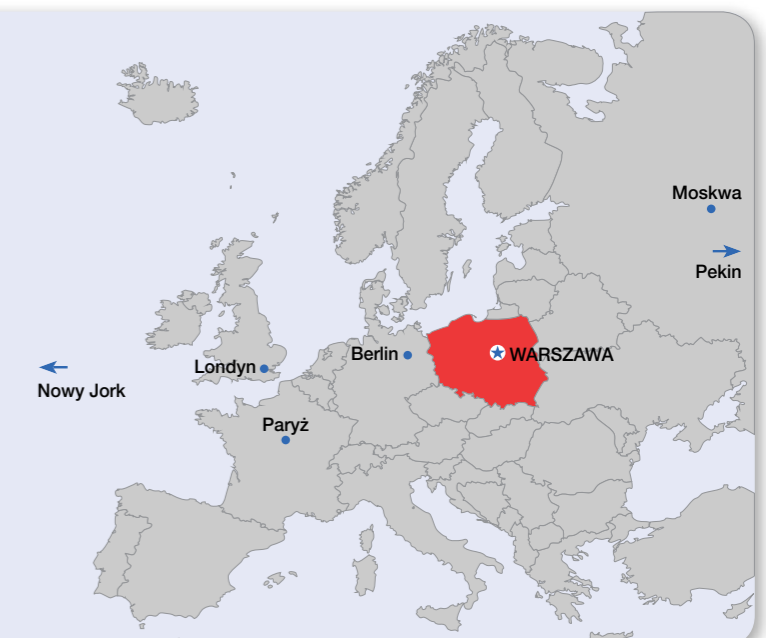 Moskwa
Pekin
Berlin
WARSZAWA
Londyn
Nowy Jork
Paryż